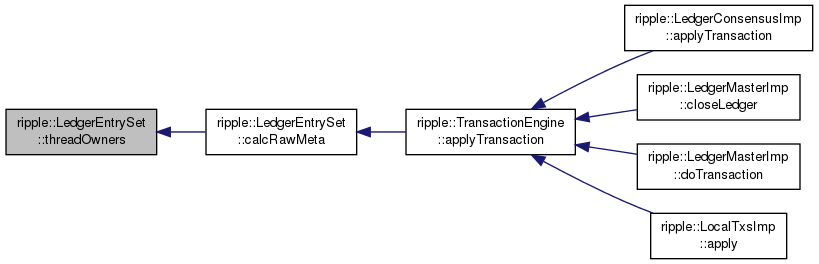 ripple::LedgerEntrySet
::threadOwners
ripple::LedgerEntrySet
::calcRawMeta
ripple::TransactionEngine
::applyTransaction
ripple::LedgerConsensusImp
::applyTransaction
ripple::LedgerMasterImp
::closeLedger
ripple::LedgerMasterImp
::doTransaction
ripple::LocalTxsImp
::apply